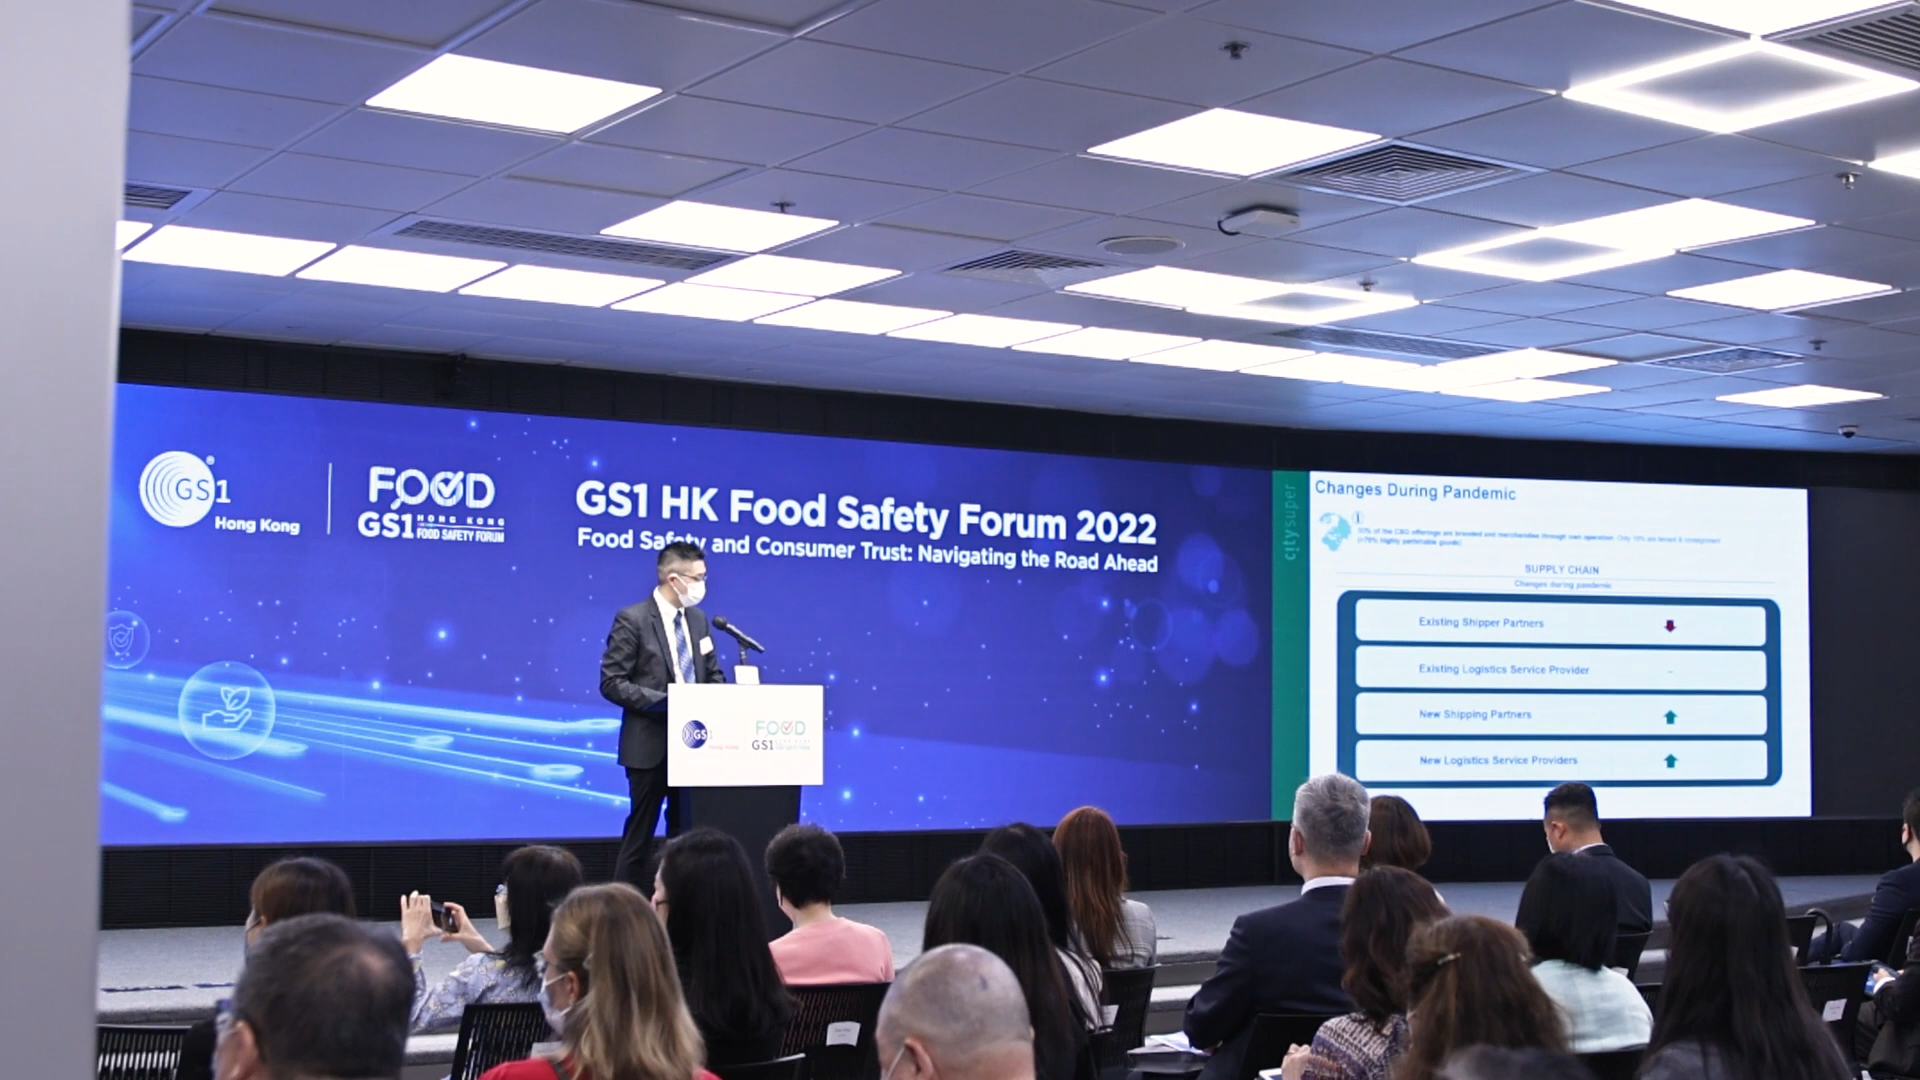 GS1
®
Hong Kong
FOOD
GS1 HONG KONG
FOOD SAFETY FORUM
GS1 HK Food Safety Forum 2022
Food Safety and Consumer Trust: Navigating the Road Ahead
city'super
Changes During Pandemic
SUPPLY CHAIN
Changes during pandemic
Existing Shipper Partners
Existing Logistics Service Provider
New Shipping Partners
New Logistics Service Providers
GS1
FOOD
GS1